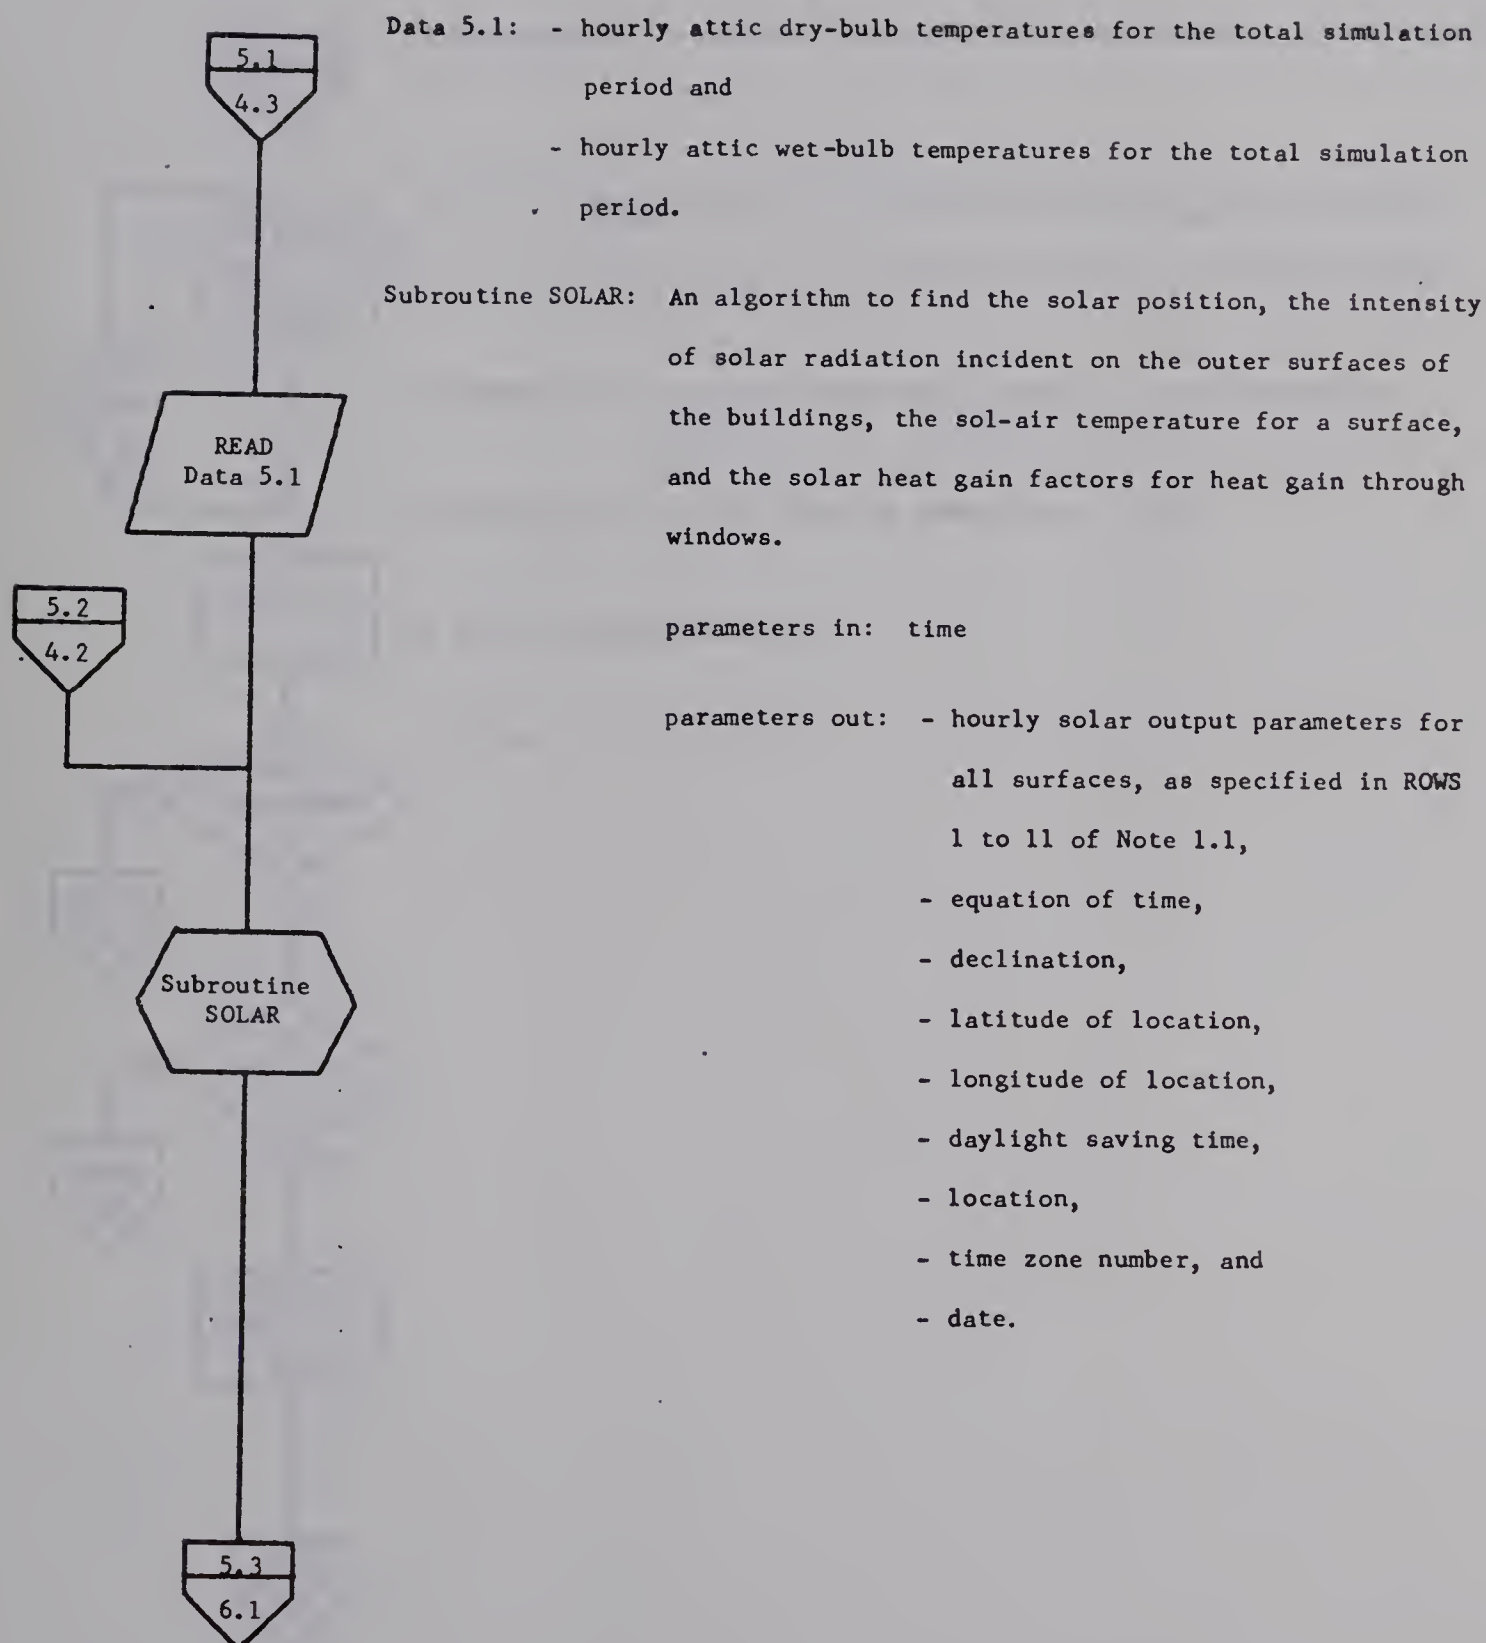 5.1
4.3
Data 5.1: - hourly attic dry-bulb temperatures for the total simulation
period and
- hourly attic wet-bulb temperatures for the total simulation
period.
Subroutine SOLAR: An algorithm to find the solar position, the intensity
of solar radiation incident on the outer surfaces of
the buildings, the sol-air temperature for a surface,
and the solar heat gain factors for heat gain through
windows.
READ
Data 5.1
5.2
4.2
parameters in: time
parameters out: - hourly solar output parameters for
all surfaces, as specified in ROWS
1 to 11 of Note 1.1,
- equation of time,
- declination,
- latitude of location,
- longitude of location,
- daylight saving time,
- location,
- time zone number, and
- date.
Subroutine
SOLAR
5.3
6.1